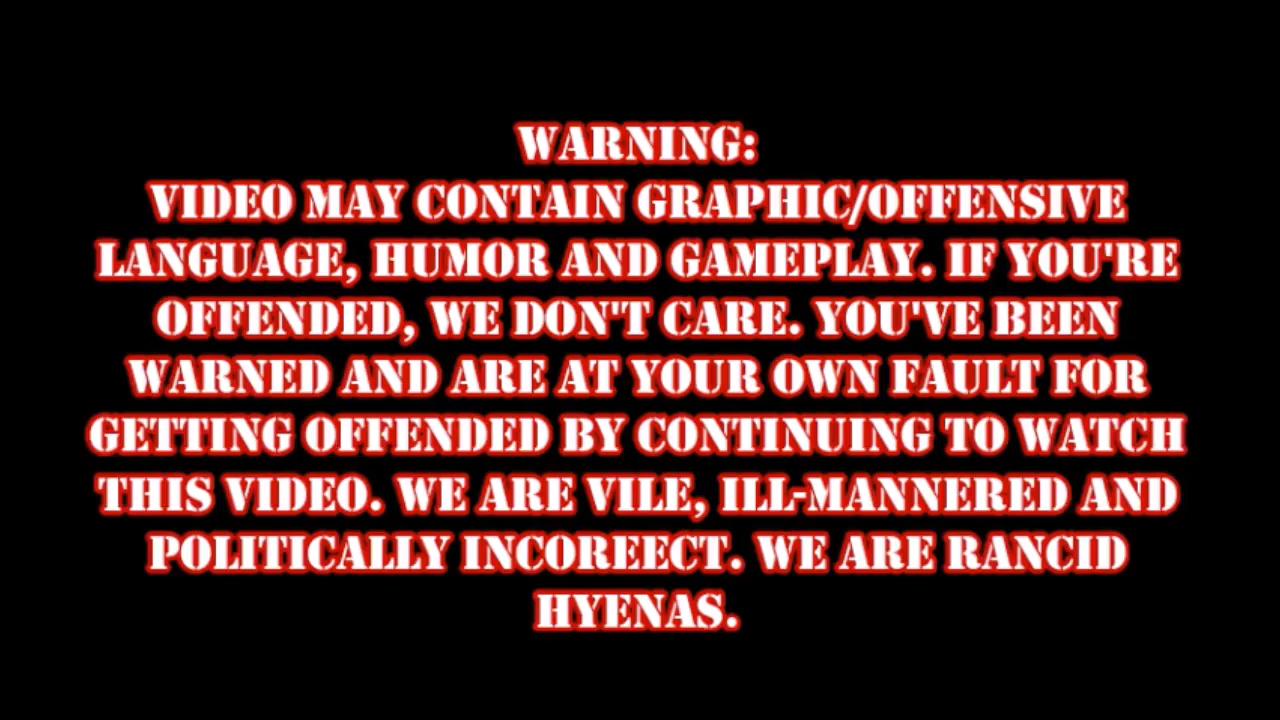 WARNING:
VIDEO MAY CONTAIN GRAPHIC/OFFENSIVE
LANGUAGE, HUMOR AND GAMEPLAY. IF YOU'RE
OFFENDED, WE DON'T CARE. YOU'VE BEEN
WARNED AND ARE AT YOUR OWN FAULT FOR
GETTING OFFENDED BY CONTINUING TO WATCH
THIS VIDEO. WE ARE VILE, ILL-MANNERED AND
POLITICALLY INCOREECT. WE ARE RANCID
HYENAS.